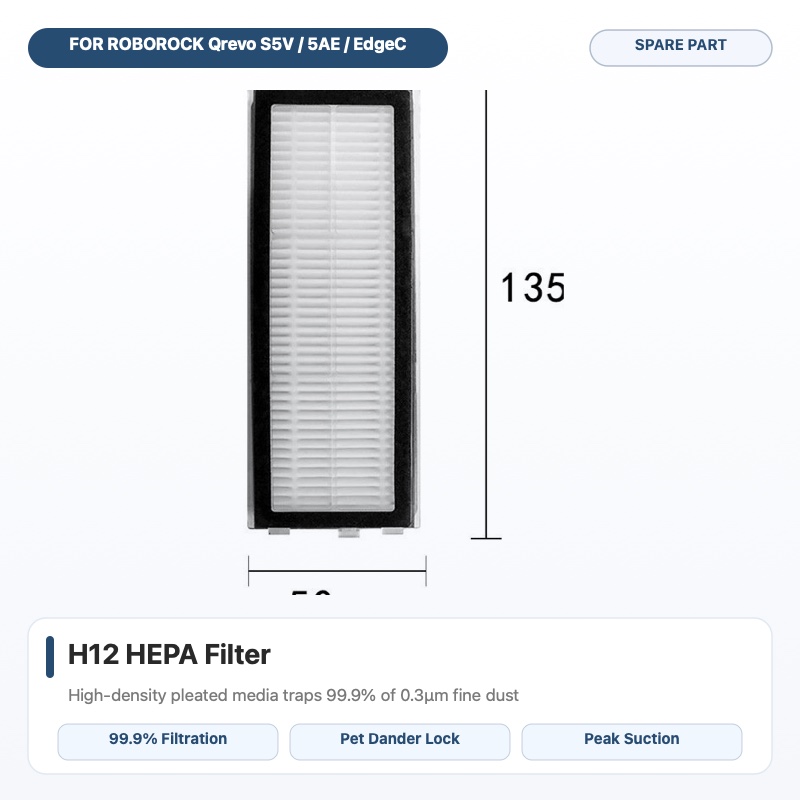 FOR ROBOROCK Qrevo S5V / 5AE / EdgeC
SPARE PART
135
H12 HEPA Filter
High-density pleated media traps 99.9% of 0.3μm fine dust
99.9% Filtration
Pet Dander Lock
Peak Suction